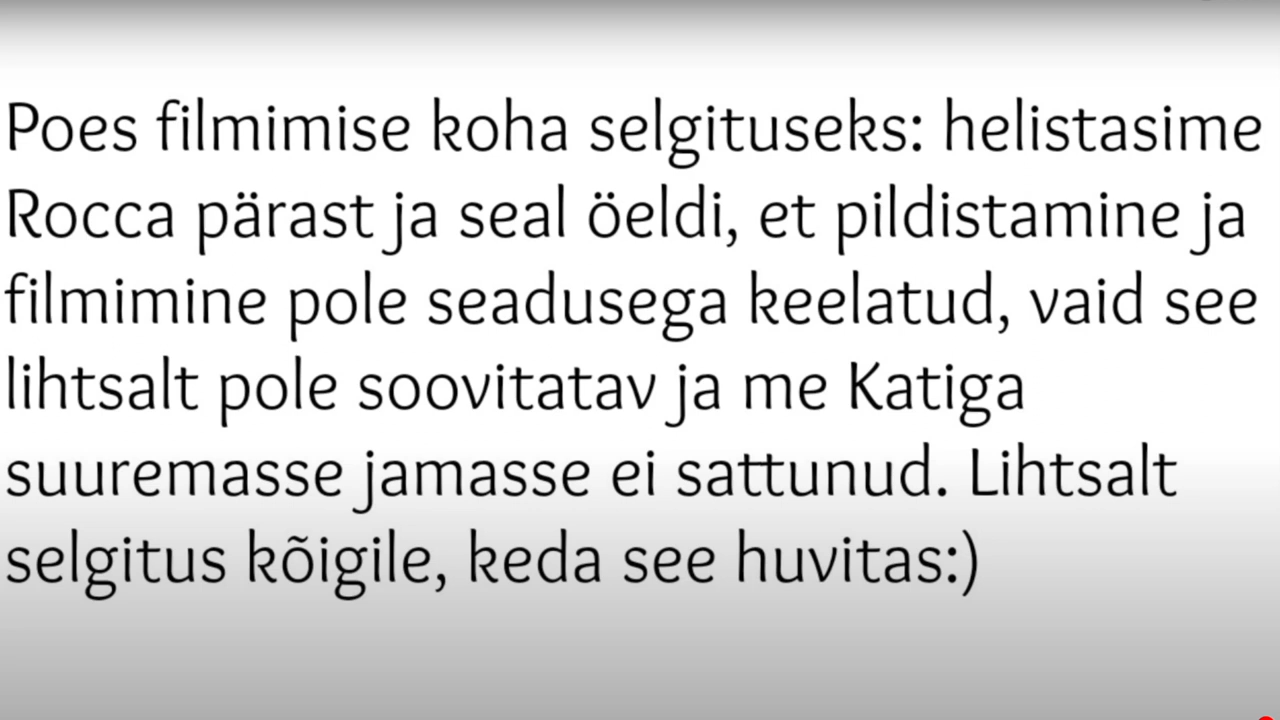 Poes filmimise koha selgituseks: helistasime
Rocca pärast ja seal öeldi, et pildistamine ja
filmimine pole seadusega keelatud, vaid see
lihtsalt pole soovitatav ja me Katiga
suuremasse jamasse ei sattunud. Lihtsalt
selgitus kõigile, keda see huvitas:)